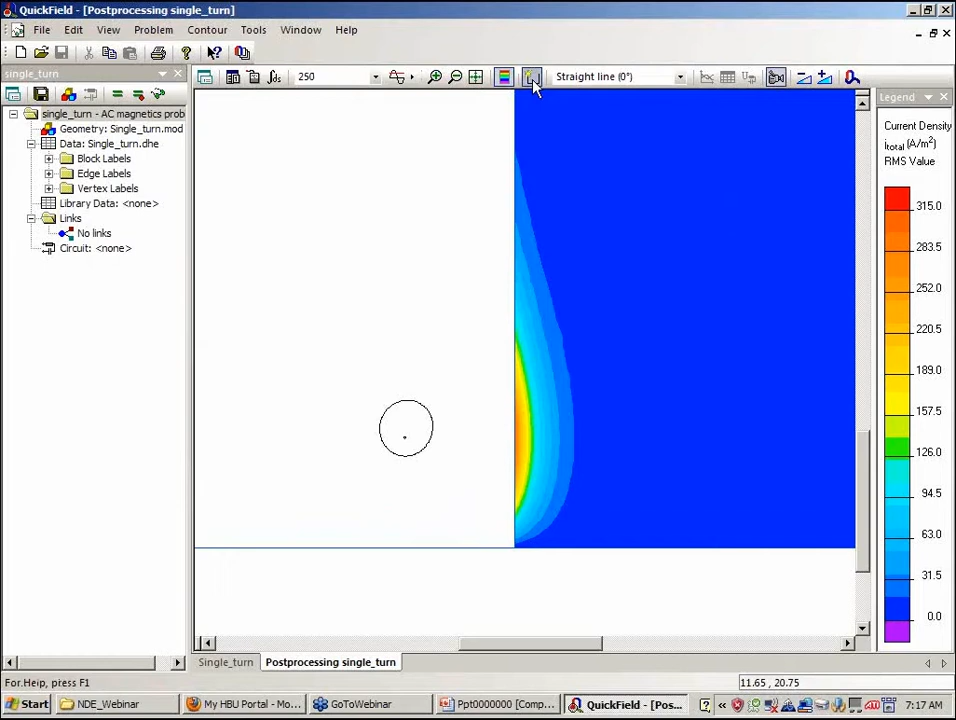 QuickField - [Postprocessing single_turn]
File Edit View Problem Contour Tools Window Help
single_turn
250
Straight line (0°)
single_turn - AC magnetics prob
Geometry: Single_turn.mod
Data: Single_turn.dhe
Block Labels
Edge Labels
Vertex Labels
Library Data: <none>
Links
No links
Circuit: <none>
Legend
Current Density
itotal (A/m2)
RMS Value
315.0
283.5
252.0
220.5
189.0
157.5
126.0
94.5
63.0
31.5
0.0
Single_turn Postprocessing single_turn
For Help, press F1
11.65 , 20.75
Start NDE_Webinar My HBU Portal - Mo... GoToWebinar Ppt0000000 [Comp... QuickField - [Pos... 7:17 AM